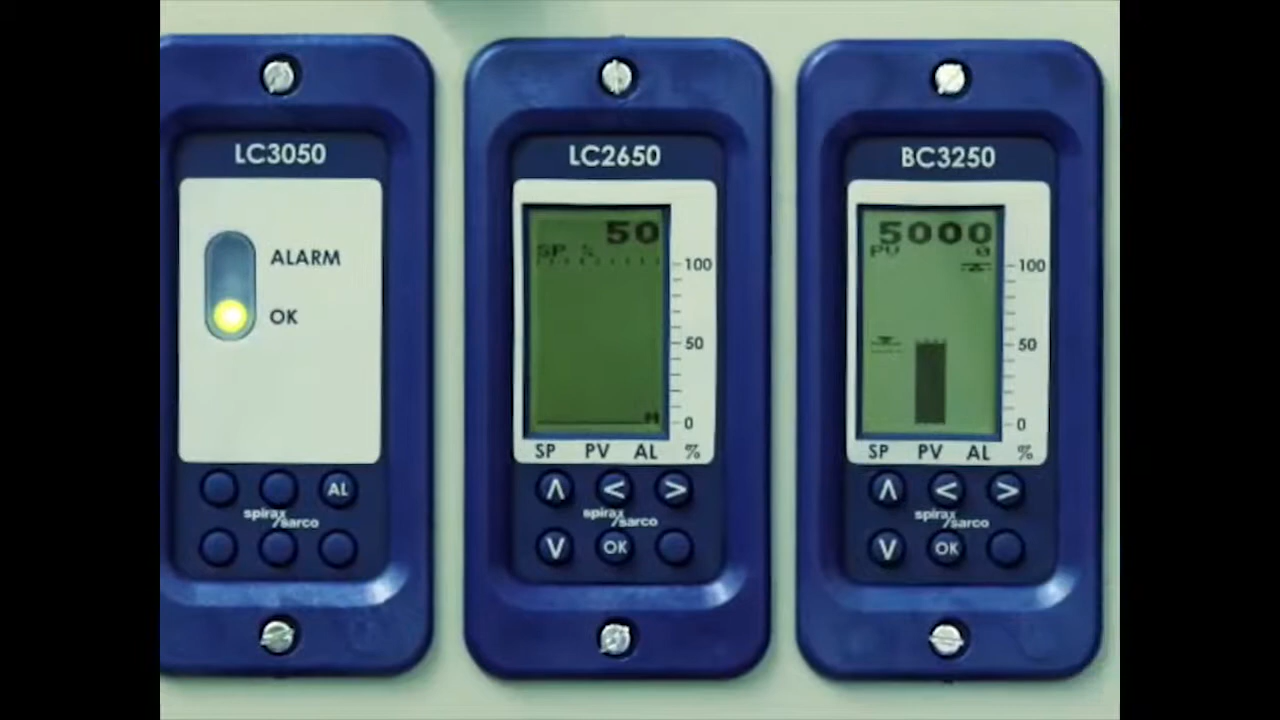 LC3050
ALARM
OK
AL
spirax
sarco
LC2650
50
SP %
100
50
0
SP PV AL %
Λ < >
spirax
sarco
V OK
BC3250
5000
PV
100
50
0
SP PV AL %
Λ < >
spirax
sarco
V OK